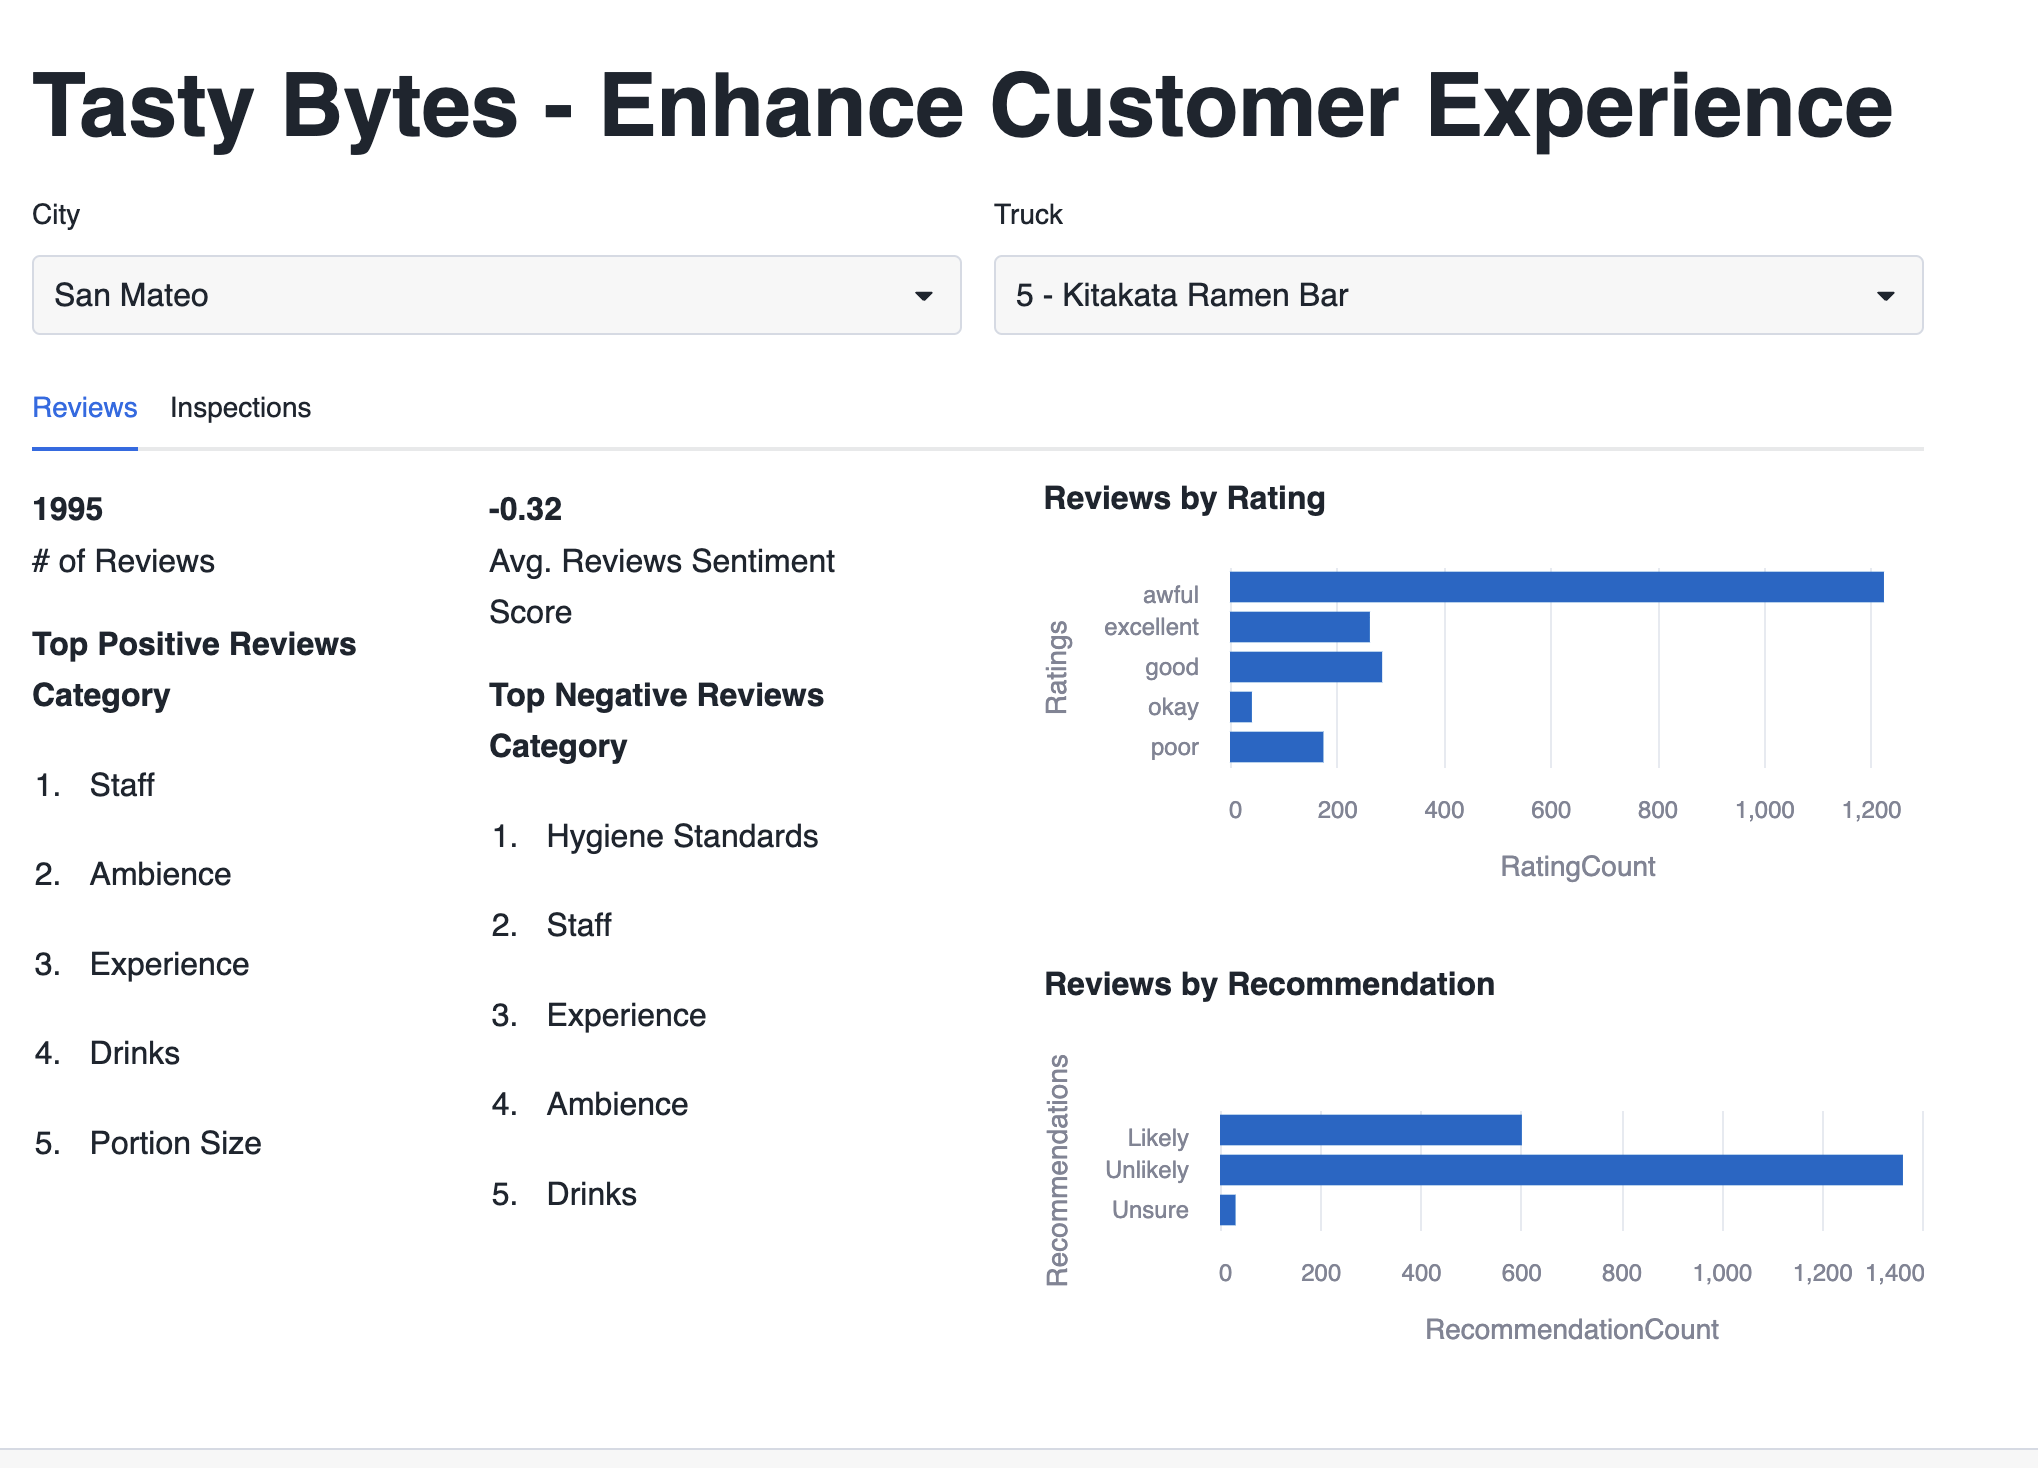 Tasty Bytes - Enhance Customer Experience
City
San Mateo
Truck
5 - Kitakata Ramen Bar
Reviews
Inspections
1995
# of Reviews
Top Positive Reviews
Category
1. Staff
2. Ambience
3. Experience
4. Drinks
5. Portion Size
-0.32
Avg. Reviews Sentiment
Score
Top Negative Reviews
Category
1. Hygiene Standards
2. Staff
3. Experience
4. Ambience
5. Drinks
Reviews by Rating
Ratings
awful
excellent
good
okay
poor
0 200 400 600 800 1,000 1,200
RatingCount
Reviews by Recommendation
Recommendations
Likely
Unlikely
Unsure
0 200 400 600 800 1,000 1,200 1,400
RecommendationCount